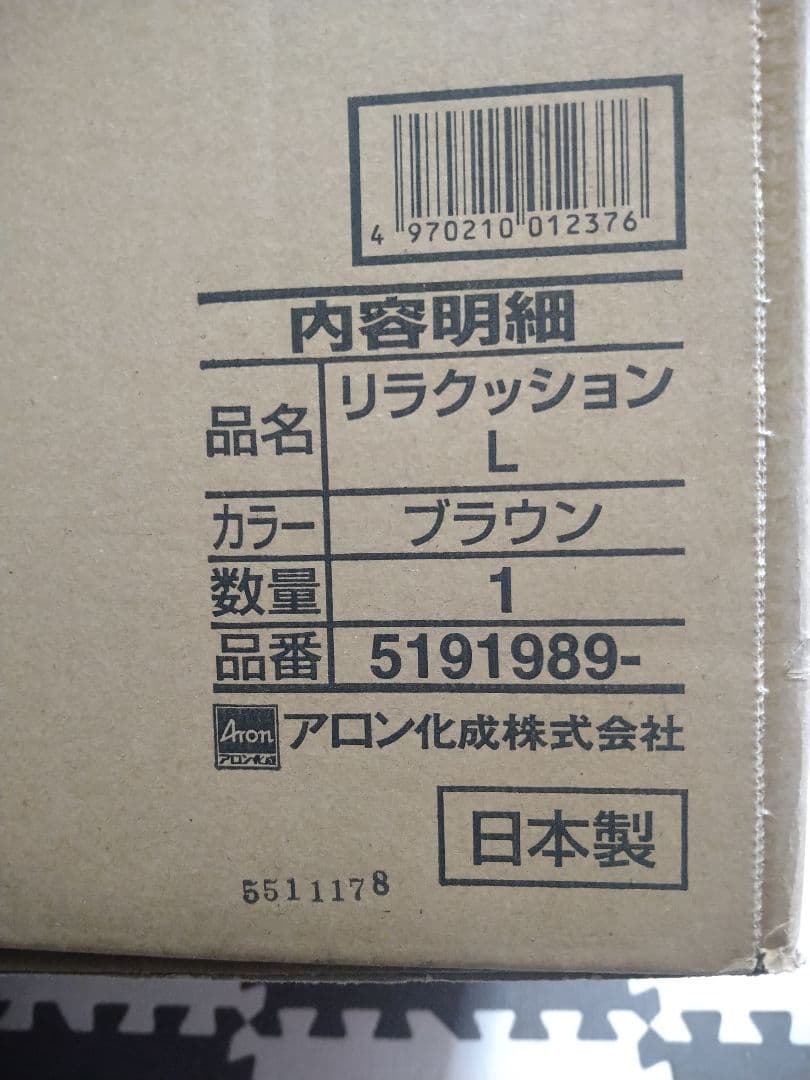 4 970210 012376
内容明細
品名 リラクッション
L
カラー ブラウン
数量 1
品番 5191989-
Aron
アロン化成
アロン化成株式会社
日本製
5511178